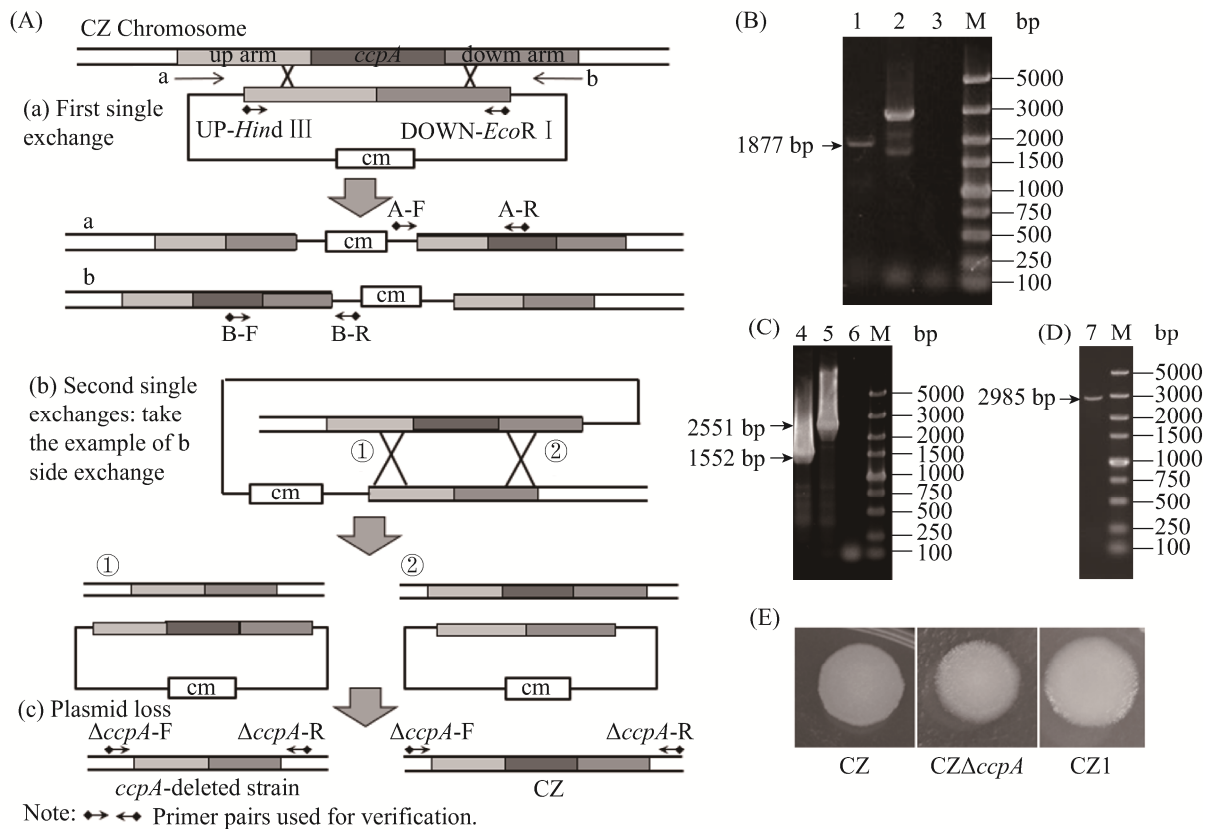 (A)
CZ Chromosome
up arm ccpA dowm arm
a b
(a) First single
exchange
UP-Hind Ⅲ DOWN-EcoR Ⅰ
cm
a
A-F A-R
cm
b
cm
B-F B-R
(b) Second single
exchanges: take
the example of b
side exchange
① ②
cm
① ②
cm cm
(c) Plasmid loss
ΔccpA-F ΔccpA-R ΔccpA-F ΔccpA-R
ccpA-deleted strain CZ
Note: Primer pairs used for verification.
(B) 1 2 3 M bp
5000
3000
2000
1877 bp
1500
1000
750
500
250
100
(C) 4 5 6 M bp
5000
3000
2551 bp
2000
1552 bp
1500
1000
750
500
250
100
(D) 7 M bp
5000
2985 bp
3000
2000
1500
1000
750
500
250
100
(E)
CZ CZΔccpA CZ1